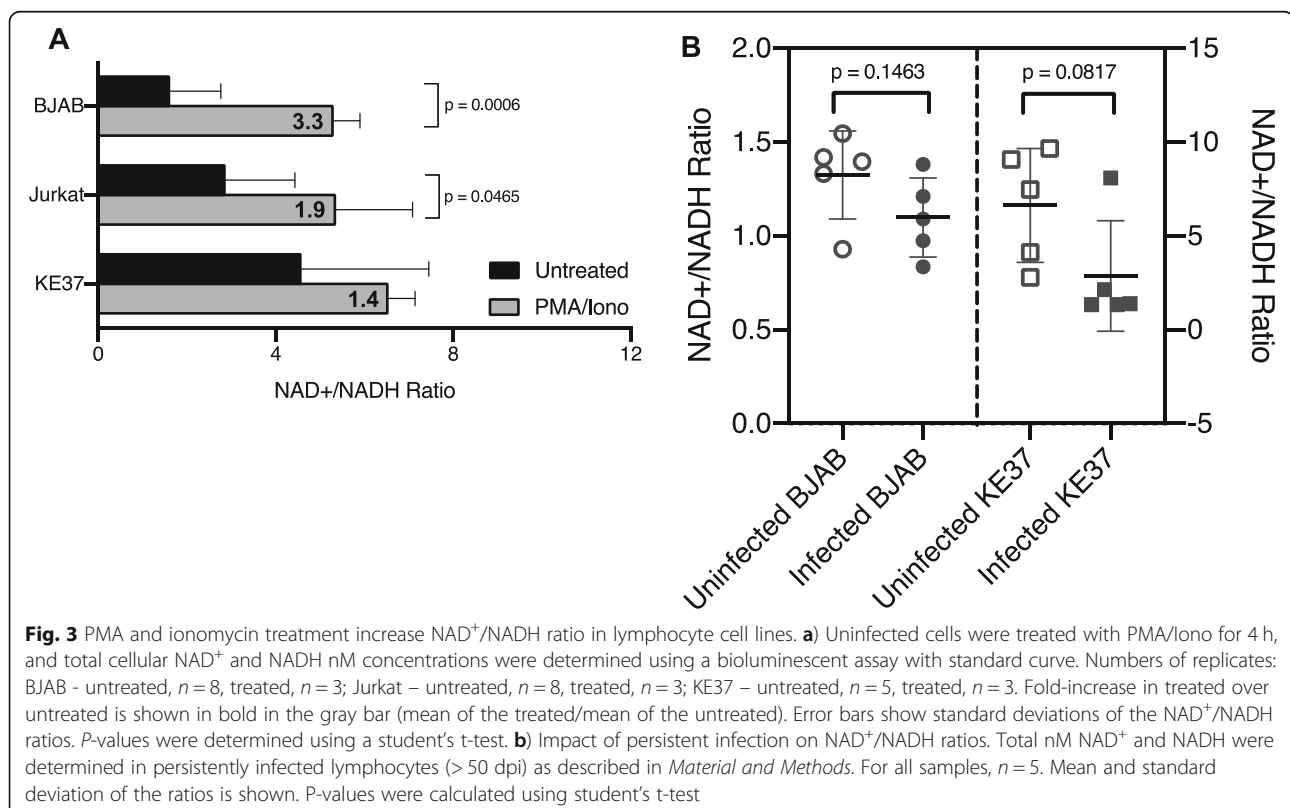 A
BJAB
3.3
p = 0.0006
Jurkat
1.9
p = 0.0465
KE37
1.4
Untreated
PMA/Iono
0 4 8 12
NAD+/NADH Ratio
B
2.0
1.5
1.0
0.5
0.0
NAD+/NADH Ratio
p = 0.1463
p = 0.0817
15
10
5
0
-5
NAD+/NADH Ratio
Uninfected BJAB
Infected BJAB
Uninfected KE37
Infected KE37
Fig. 3 PMA and ionomycin treatment increase NAD⁺/NADH ratio in lymphocyte cell lines. a) Uninfected cells were treated with PMA/Iono for 4 h,
and total cellular NAD⁺ and NADH nM concentrations were determined using a bioluminescent assay with standard curve. Numbers of replicates:
BJAB - untreated, n = 8, treated, n = 3; Jurkat – untreated, n = 8, treated, n = 3; KE37 – untreated, n = 5, treated, n = 3. Fold-increase in treated over
untreated is shown in bold in the gray bar (mean of the treated/mean of the untreated). Error bars show standard deviations of the NAD⁺/NADH
ratios. P-values were determined using a student's t-test. b) Impact of persistent infection on NAD⁺/NADH ratios. Total nM NAD⁺ and NADH were
determined in persistently infected lymphocytes (> 50 dpi) as described in Material and Methods. For all samples, n = 5. Mean and standard
deviation of the ratios is shown. P-values were calculated using student's t-test